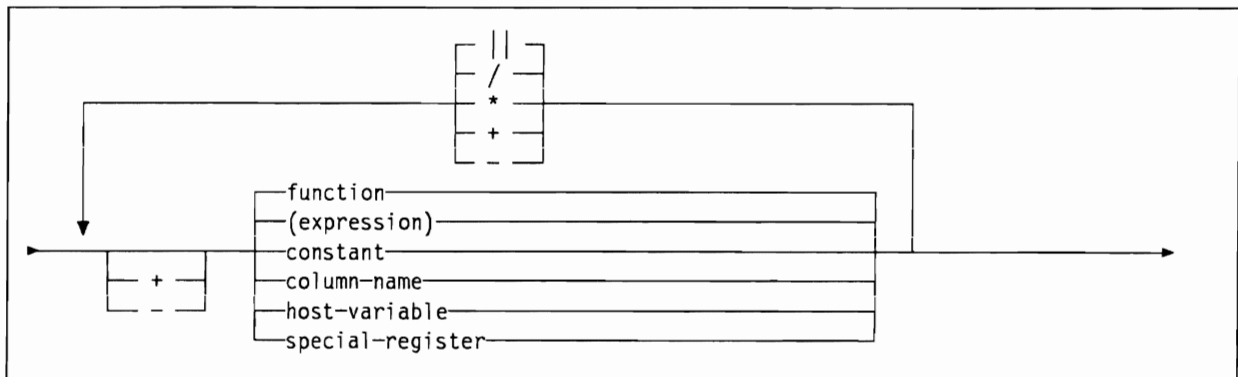 ||
/
*
+
-
function
(expression)
constant
+
column-name
-
host-variable
special-register